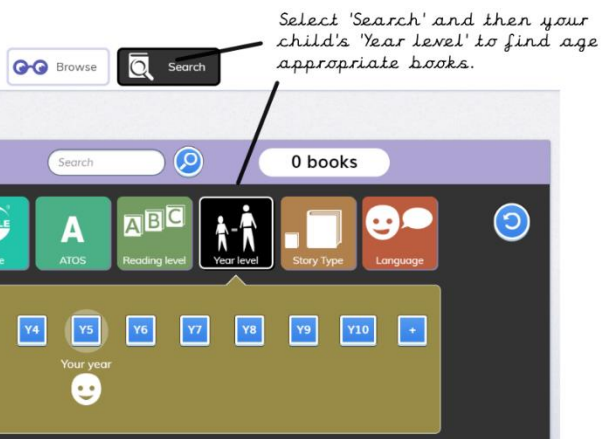 Select 'Search' and then your
child's 'Year level' to find age
appropriate books.
Browse
Search
Search
0 books
LE
e
A
ATOS
A B C
Reading level
Year level
Story Type
Language
Y4
Y5
Y6
Y7
Y8
Y9
Y10
+
Your year